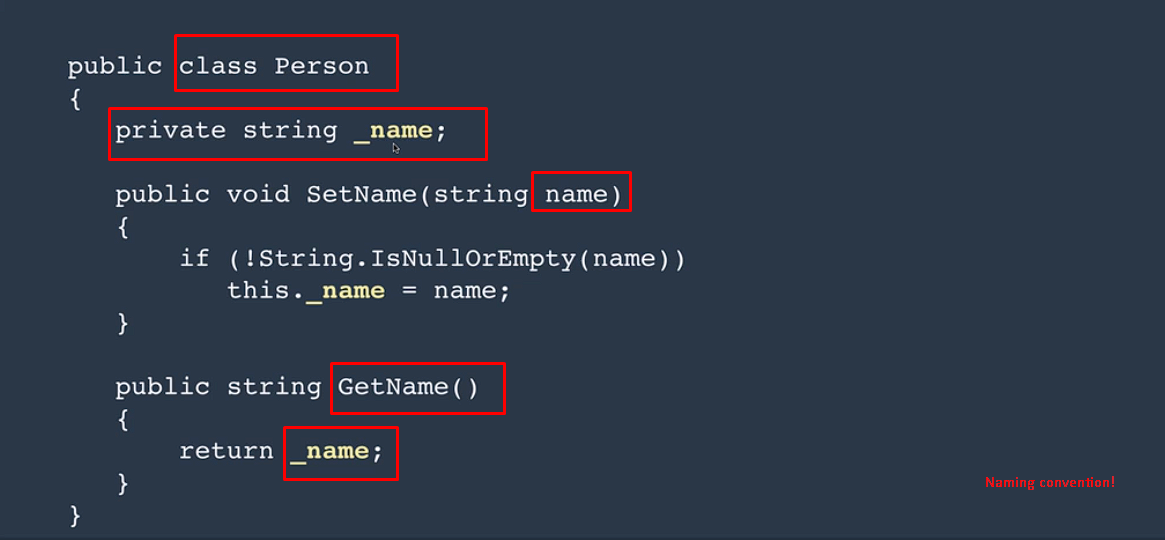 public class Person
{
private string _name;
public void SetName(string name)
{
if (!String.IsNullOrEmpty(name))
this._name = name;
}
public string GetName()
{
return _name;
}
}
Naming convention!